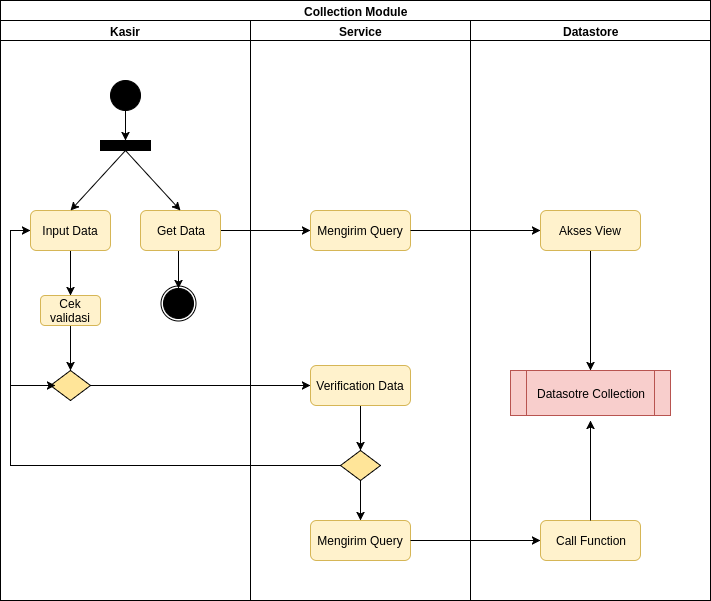 Collection Module
Kasir
Service
Datastore
Input Data
Get Data
Mengirim Query
Akses View
Cek
validasi
Verification Data
Datasotre Collection
Mengirim Query
Call Function